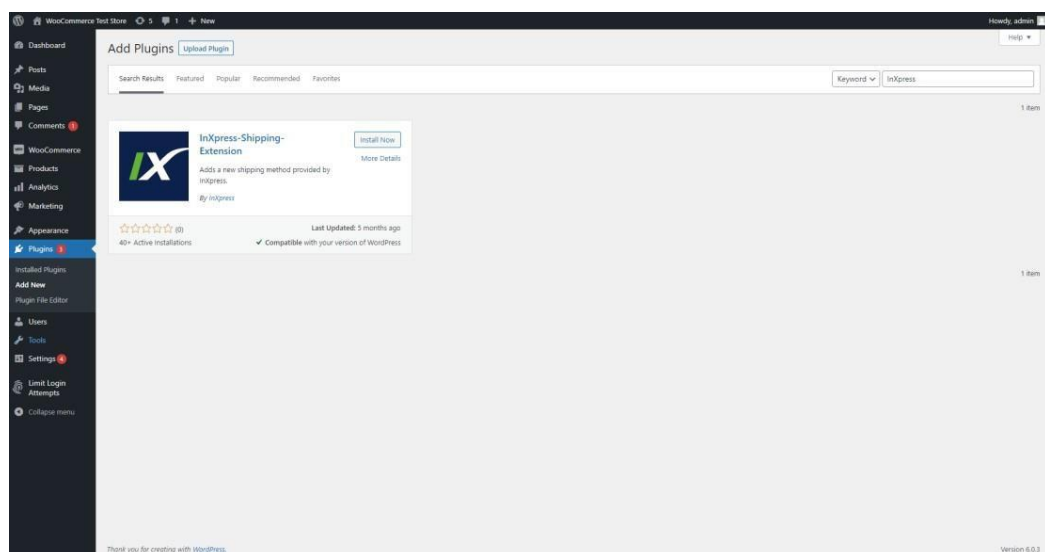 WooCommerce Test Store 5 1 + New Howdy, admin
Dashboard
Posts
Media
Pages
Comments 1
WooCommerce
Products
Analytics
Marketing
Appearance
Plugins 3
Installed Plugins
Add New
Plugin File Editor
Users
Tools
Settings 4
Limit Login
Attempts
Collapse menu
Help
Add Plugins Upload Plugin
Search Results Featured Popular Recommended Favorites Keyword InXpress
1 item
IX
InXpress-Shipping-
Extension
Install Now
More Details
Adds a new shipping method provided by
InXpress.
By InXpress
(0)
40+ Active Installations
Last Updated: 5 months ago
✓ Compatible with your version of WordPress
1 item
Thank you for creating with WordPress.
Version 6.0.3